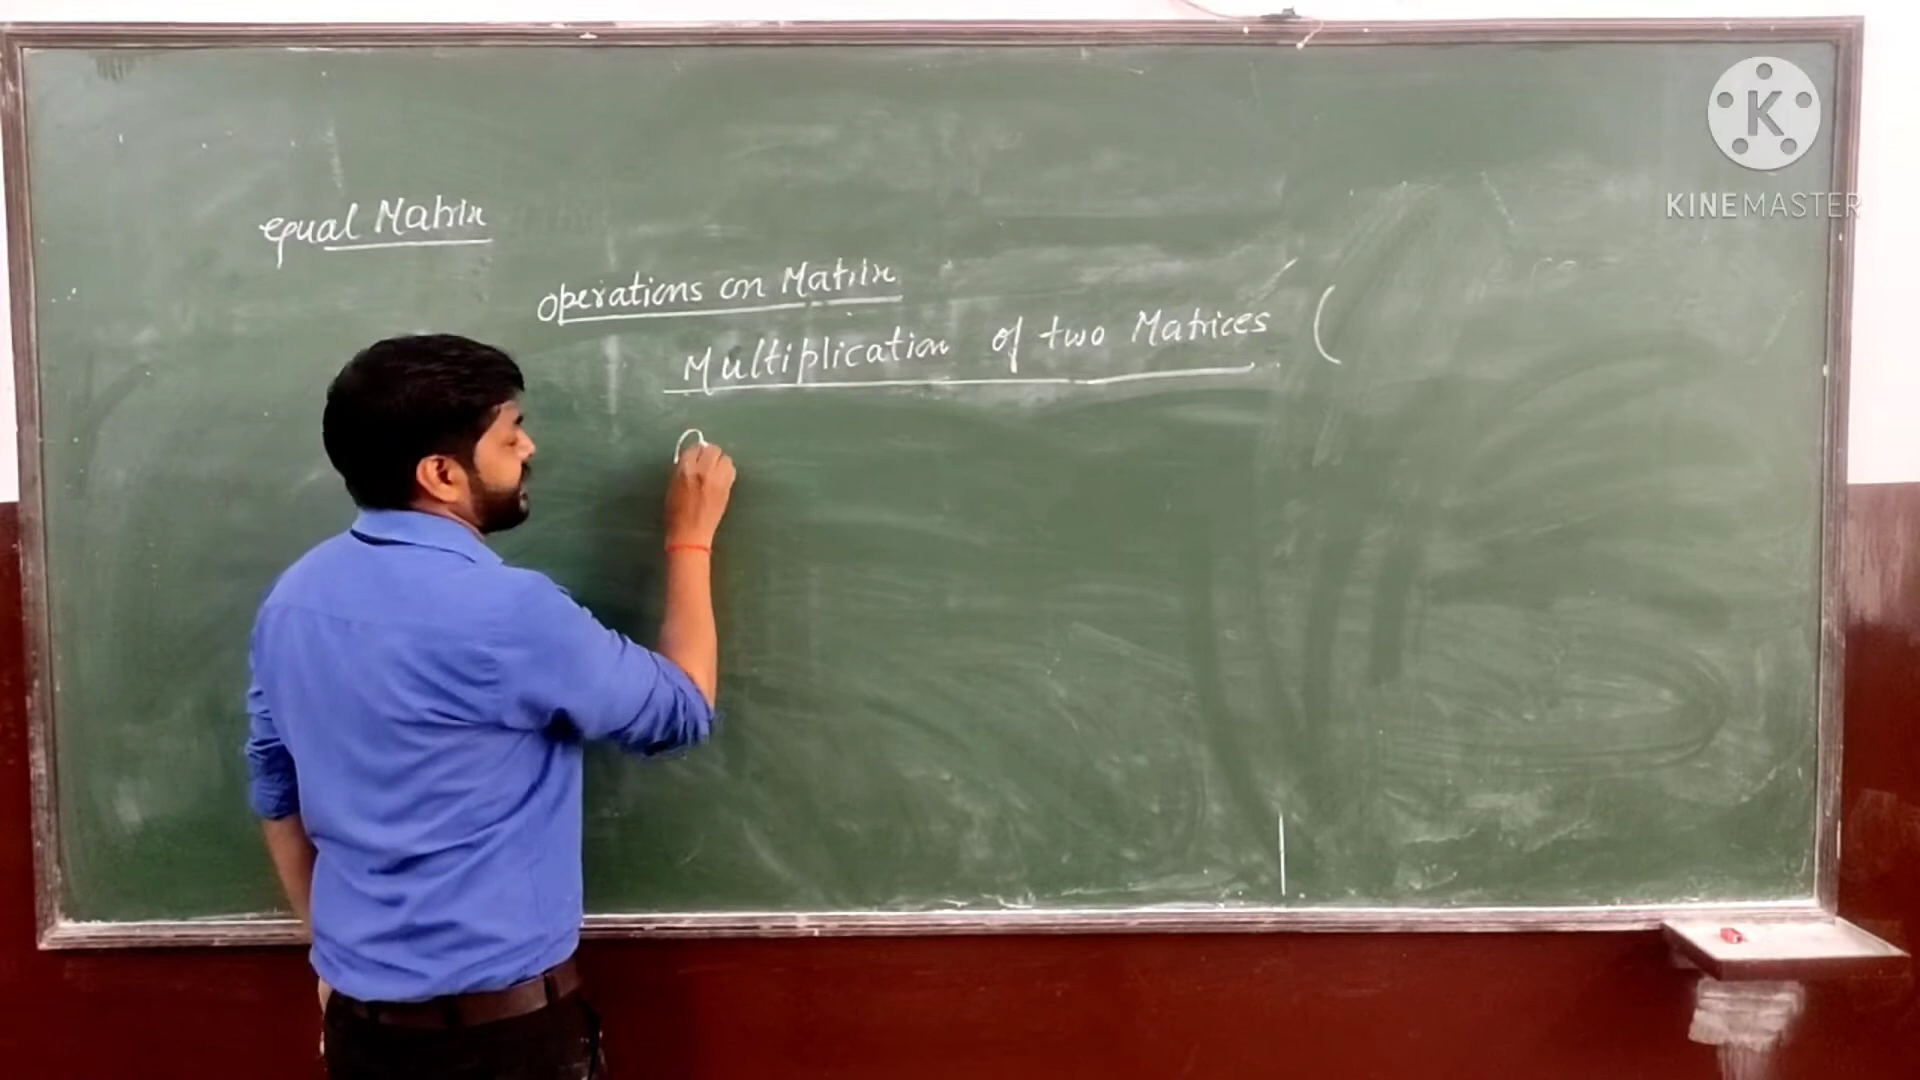 K
KINEMASTER
equal Matrix
operations on Matrix
Multiplication of two Matrices (